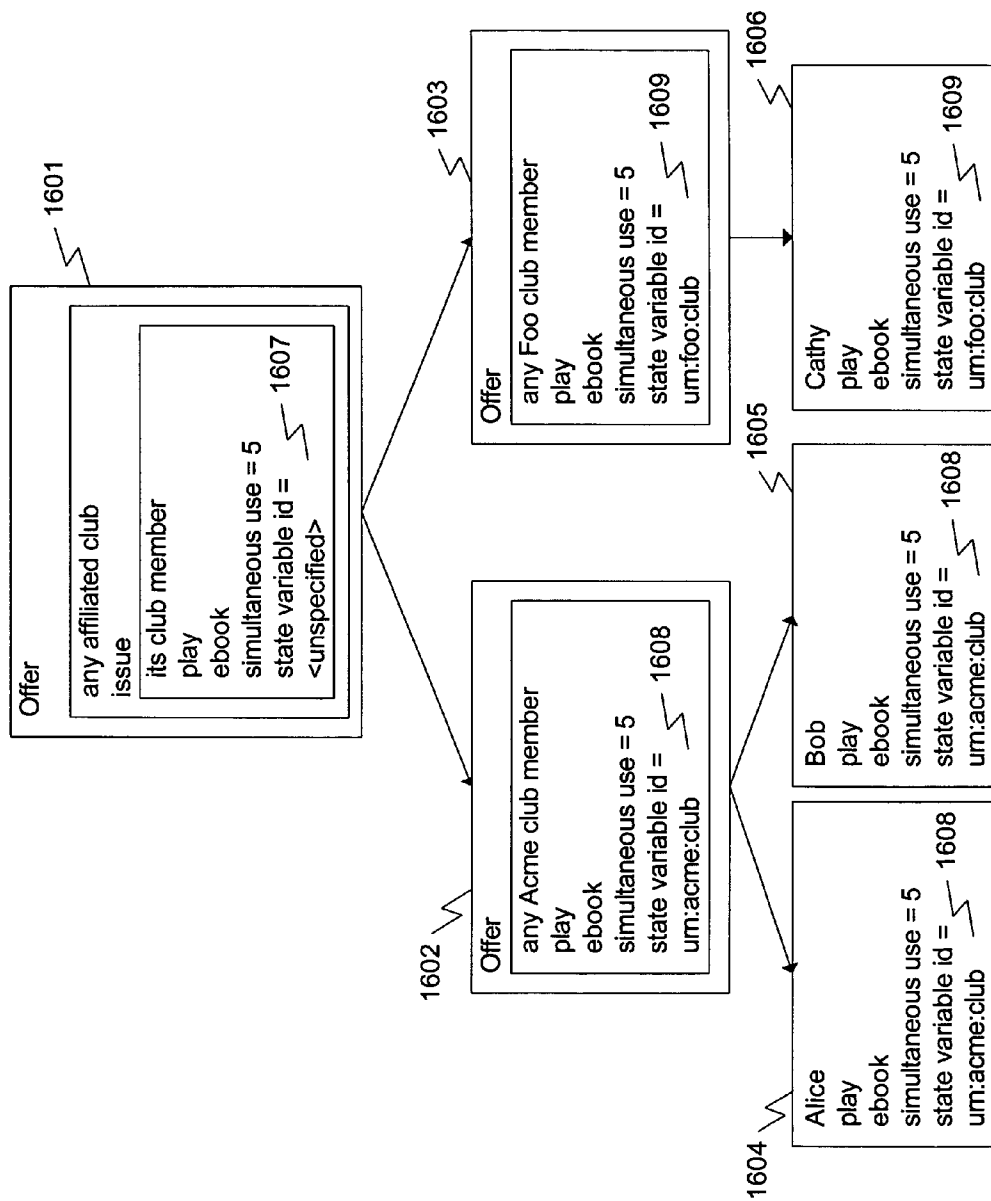 Offer
1601
any affiliated club
issue
its club member
play
ebook
simultaneous use = 5
state variable id =
1607
<unspecified>
1602
Offer
any Acme club member
play
ebook
simultaneous use = 5
state variable id =
1608
urn:acme:club
1603
Offer
any Foo club member
play
ebook
simultaneous use = 5
state variable id =
1609
urn:foo:club
1604
Alice
play
ebook
simultaneous use = 5
state variable id =
1608
urn:acme:club
1605
Bob
play
ebook
simultaneous use = 5
state variable id =
1608
urn:acme:club
1606
Cathy
play
ebook
simultaneous use = 5
state variable id =
1609
urn:foo:club